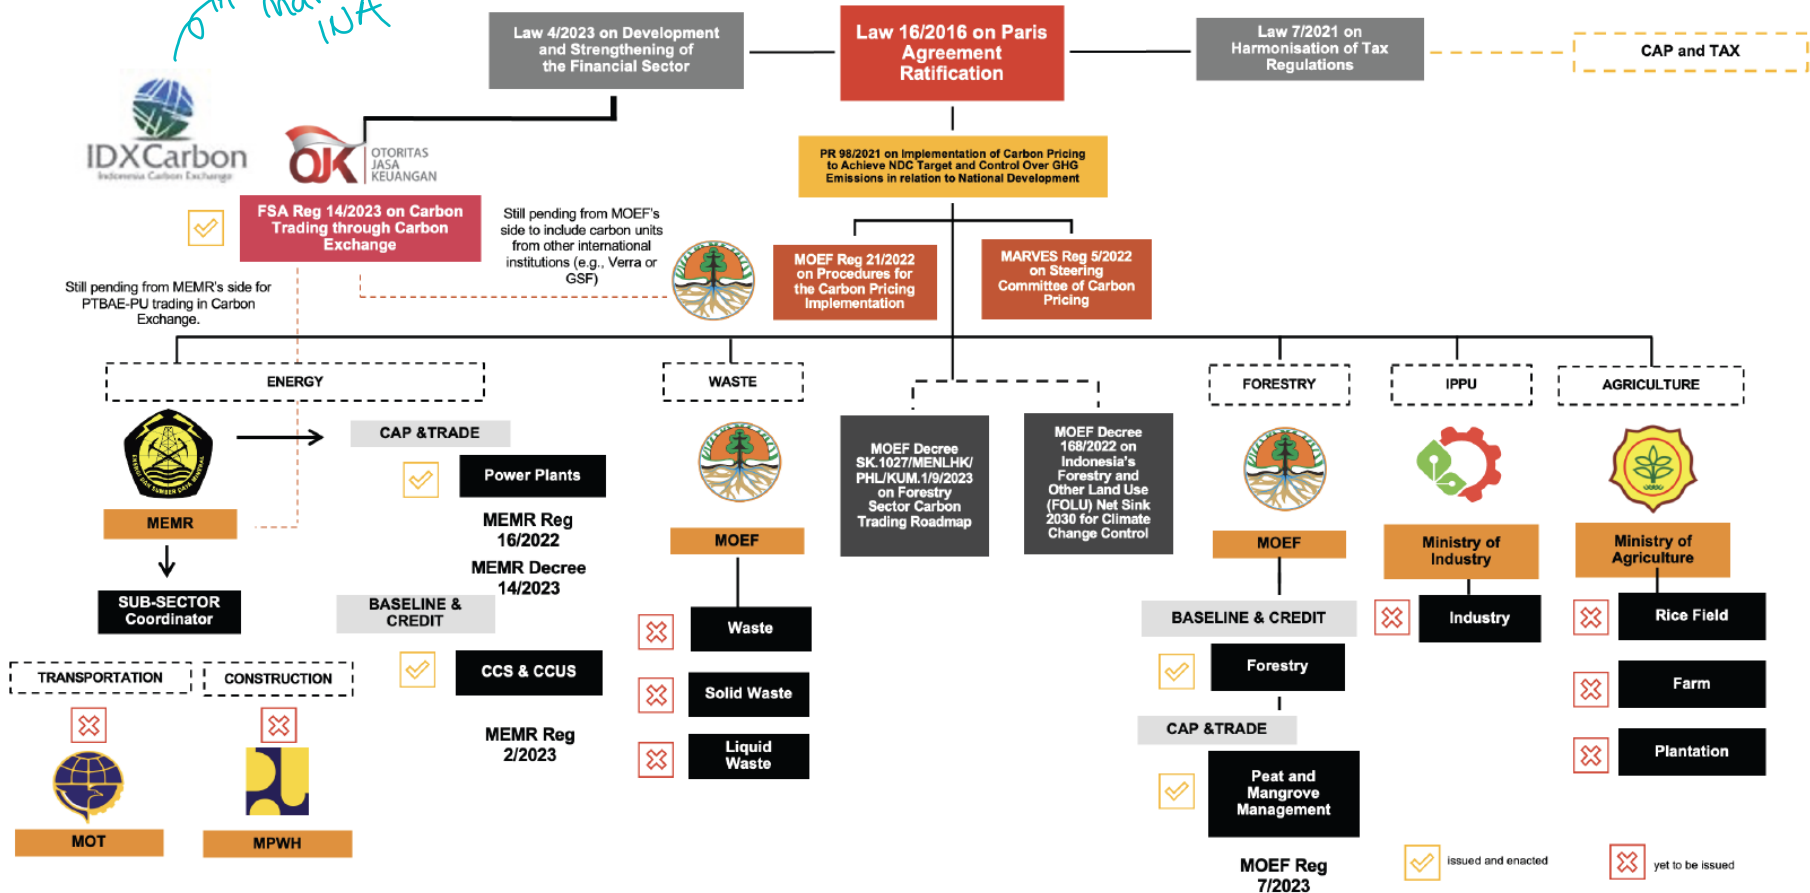 INA
Law 4/2023 on Development
and Strengthening of
the Financial Sector
Law 16/2016 on Paris
Agreement
Ratification
Law 7/2021 on
Harmonisation of Tax
Regulations
CAP and TAX
IDXCarbon
Indonesia Carbon Exchange
OJK
OTORITAS
JASA
KEUANGAN
PR 98/2021 on Implementation of Carbon Pricing
to Achieve NDC Target and Control Over GHG
Emissions in relation to National Development
FSA Reg 14/2023 on Carbon
Trading through Carbon
Exchange
Still pending from MOEF's
side to include carbon units
from other international
institutions (e.g., Verra or
GSF)
MOEF Reg 21/2022
on Procedures for
the Carbon Pricing
Implementation
MARVES Reg 5/2022
on Steering
Committee of Carbon
Pricing
Still pending from MEMR's side for
PTBAE-PU trading in Carbon
Exchange.
ENERGY
WASTE
FORESTRY
IPPU
AGRICULTURE
ENERGI DAN SUMBER DAYA MINERAL
MEMR
SUB-SECTOR
Coordinator
CAP &TRADE
Power Plants
MEMR Reg
16/2022
MEMR Decree
14/2023
BASELINE &
CREDIT
CCS & CCUS
MEMR Reg
2/2023
TRANSPORTATION
MOT
CONSTRUCTION
MPWH
MOEF
Waste
Solid Waste
Liquid
Waste
MOEF Decree
SK.1027/MENLHK/
PHL/KUM.1/9/2023
on Forestry
Sector Carbon
Trading Roadmap
MOEF Decree
168/2022 on
Indonesia's
Forestry and
Other Land Use
(FOLU) Net Sink
2030 for Climate
Change Control
MOEF
BASELINE & CREDIT
Forestry
CAP &TRADE
Peat and
Mangrove
Management
MOEF Reg
7/2023
Ministry of
Industry
Industry
Ministry of
Agriculture
Rice Field
Farm
Plantation
issued and enacted
yet to be issued